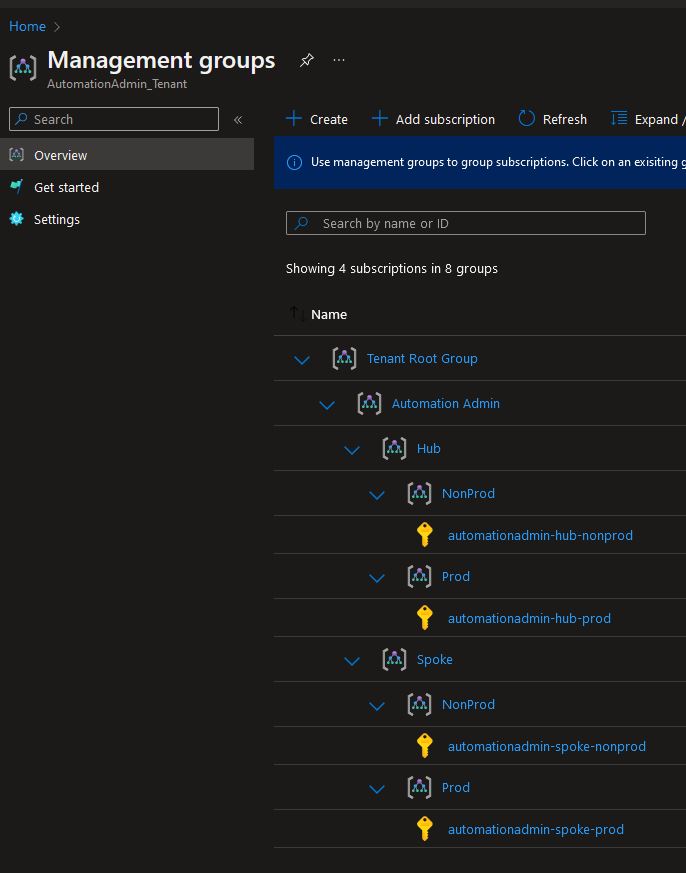 Home
Management groups
AutomationAdmin_Tenant
Search
Create
Add subscription
Refresh
Expand /
Overview
Get started
Settings
Use management groups to group subscriptions. Click on an exisiting g
Search by name or ID
Showing 4 subscriptions in 8 groups
Name
Tenant Root Group
Automation Admin
Hub
NonProd
automationadmin-hub-nonprod
Prod
automationadmin-hub-prod
Spoke
NonProd
automationadmin-spoke-nonprod
Prod
automationadmin-spoke-prod